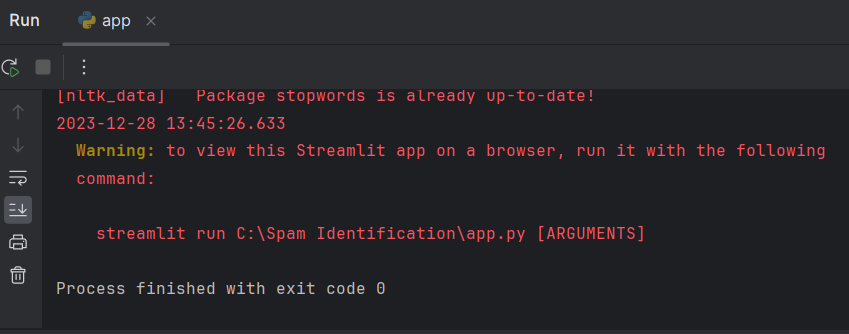 Run app
[nltk_data]   Package stopwords is already up-to-date!
2023-12-28 13:45:26.633
Warning: to view this Streamlit app on a browser, run it with the following
command:
streamlit run C:\Spam Identification\app.py [ARGUMENTS]
Process finished with exit code 0